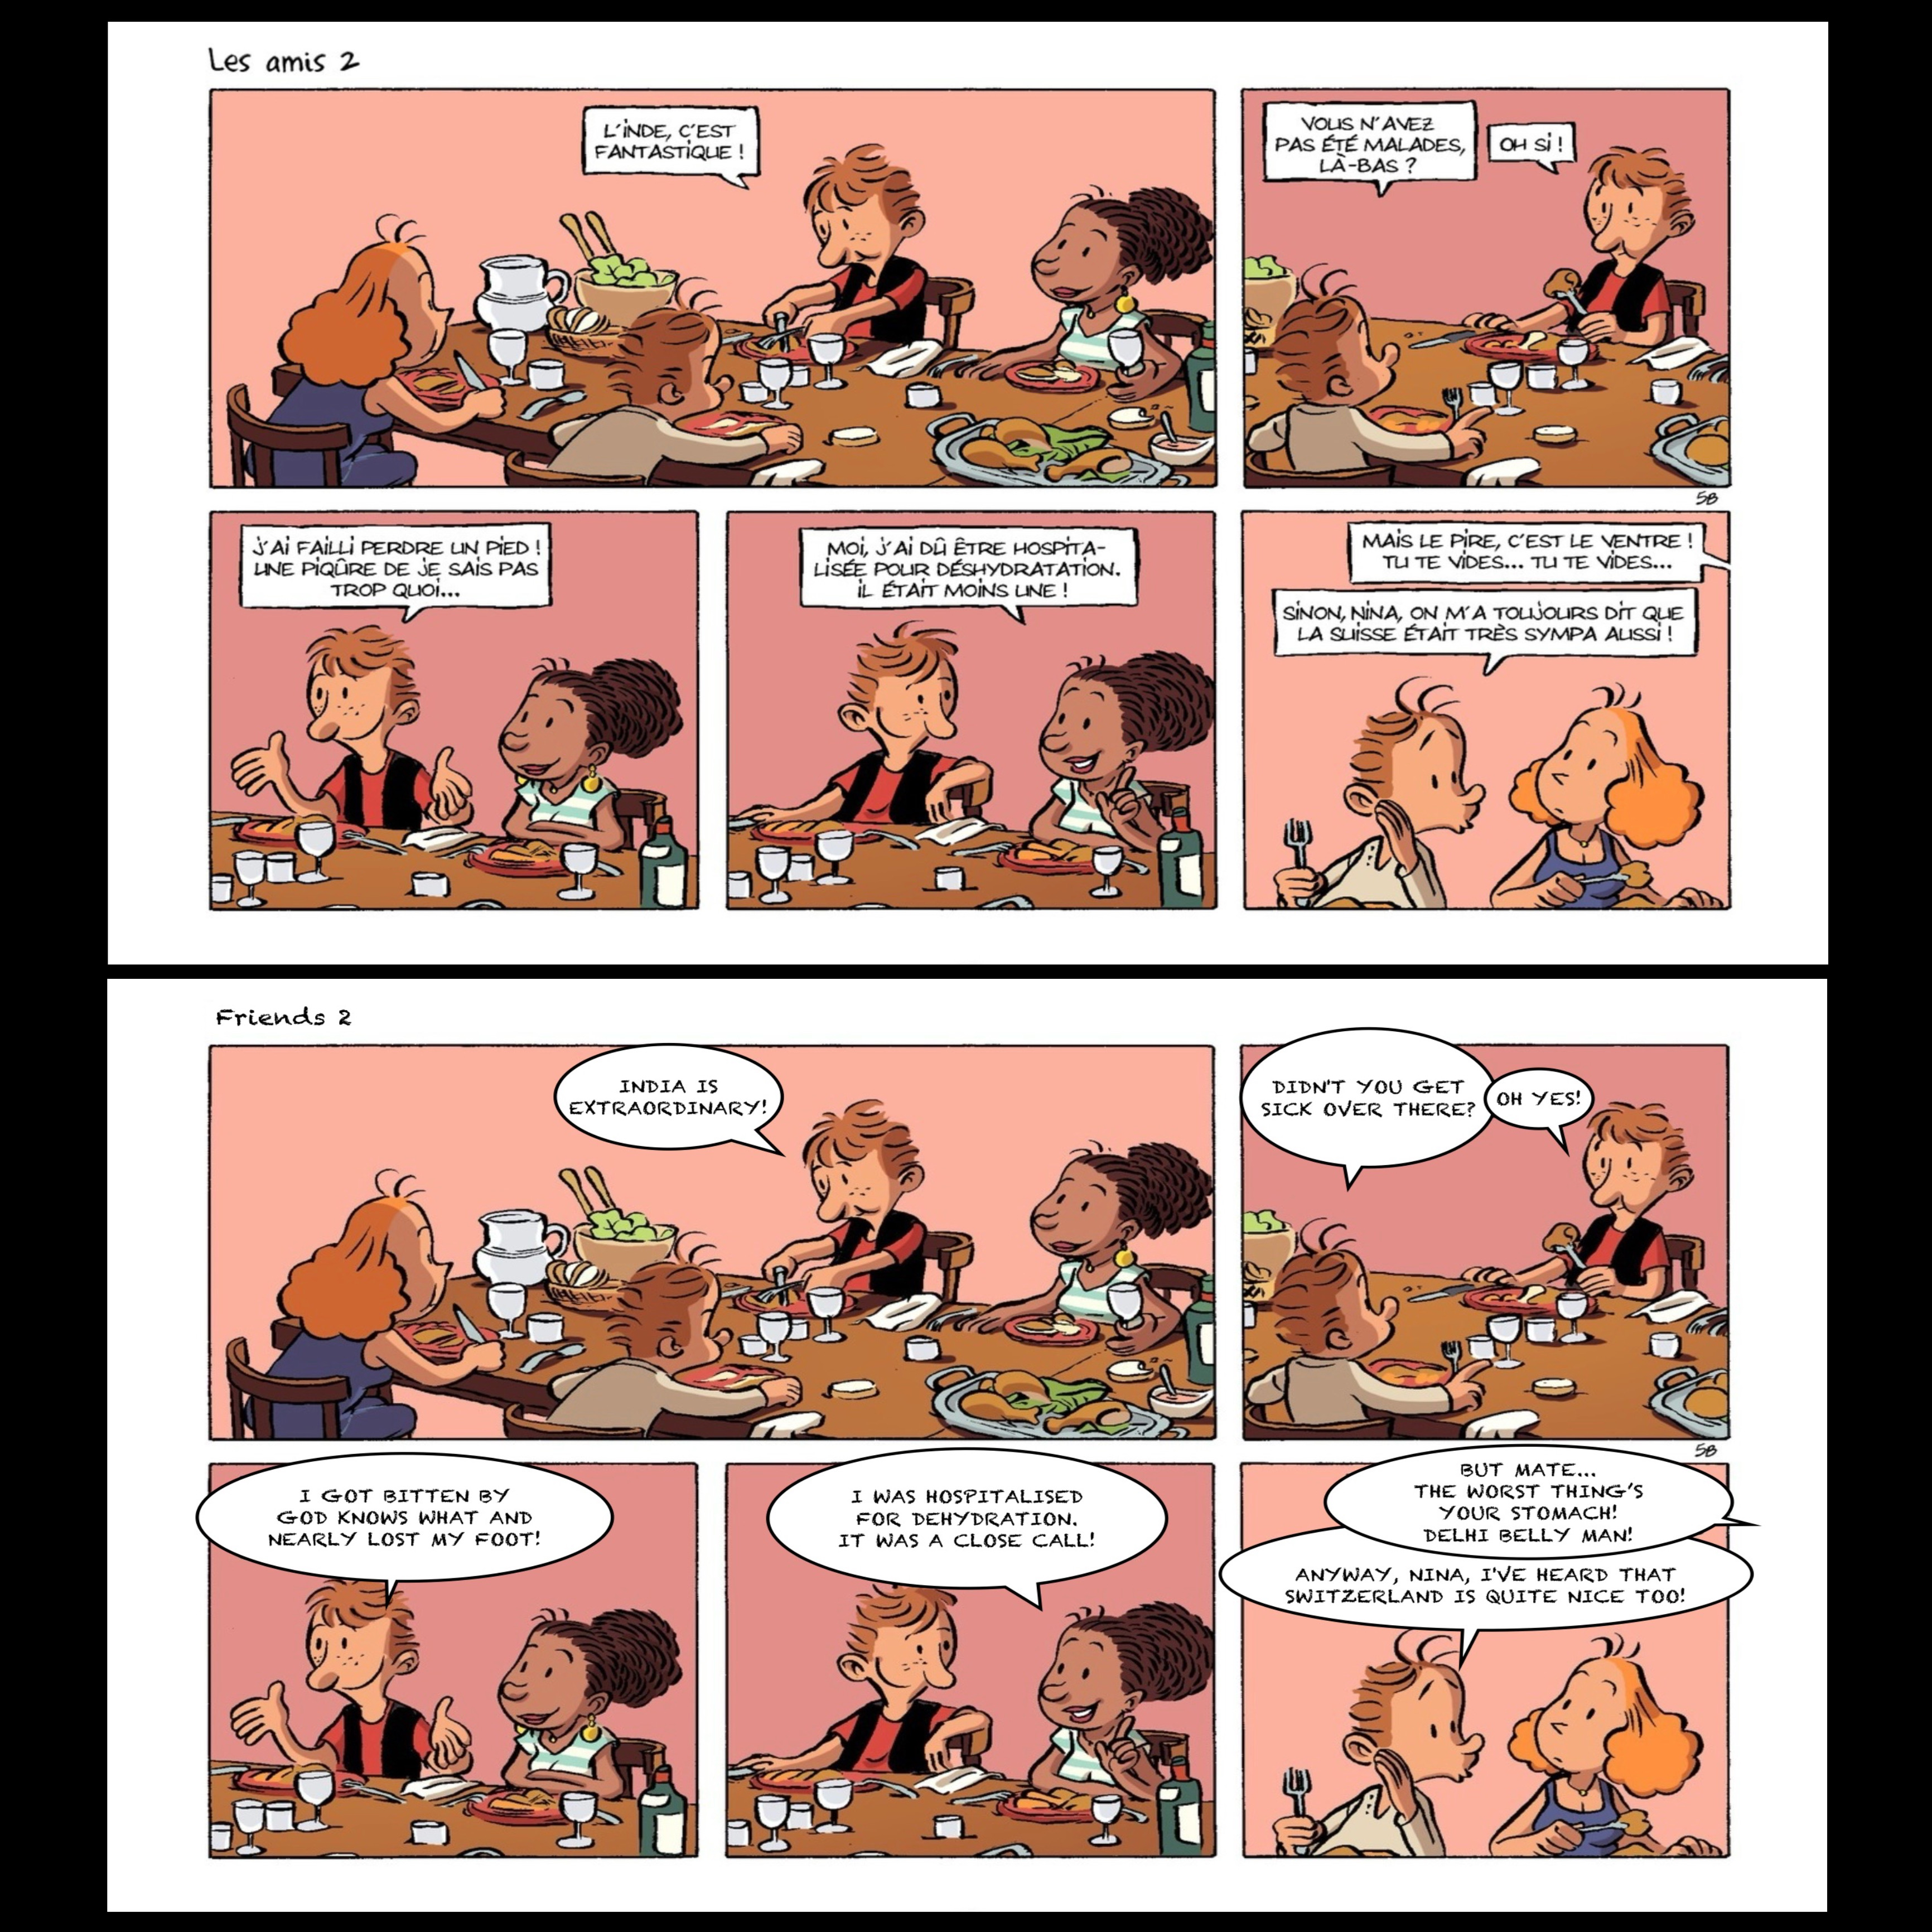 Les amis 2
L'INDE, C'EST
FANTASTIQUE !
VOUS N'AVEZ
PAS ÉTÉ MALADES,
LÀ-BAS ?
OH SI !
5B
J'AI FAILLI PERDRE UN PIED !
UNE PIQÛRE DE JE SAIS PAS
TROP QUOI...
MOI, J'AI DÛ ÊTRE HOSPITA-
LISÉE POUR DÉSHYDRATATION.
IL ÉTAIT MOINS UNE !
MAIS LE PIRE, C'EST LE VENTRE !
TU TE VIDES... TU TE VIDES...
SINON, NINA, ON M'A TOUJOURS DIT QUE
LA SUISSE ÉTAIT TRÈS SYMPA AUSSI !
Friends 2
INDIA IS
EXTRAORDINARY!
DIDN'T YOU GET
SICK OVER THERE?
OH YES!
5B
I GOT BITTEN BY
GOD KNOWS WHAT AND
NEARLY LOST MY FOOT!
I WAS HOSPITALISED
FOR DEHYDRATION.
IT WAS A CLOSE CALL!
BUT MATE...
THE WORST THING'S
YOUR STOMACH!
DELHI BELLY MAN!
ANYWAY, NINA, I'VE HEARD THAT
SWITZERLAND IS QUITE NICE TOO!